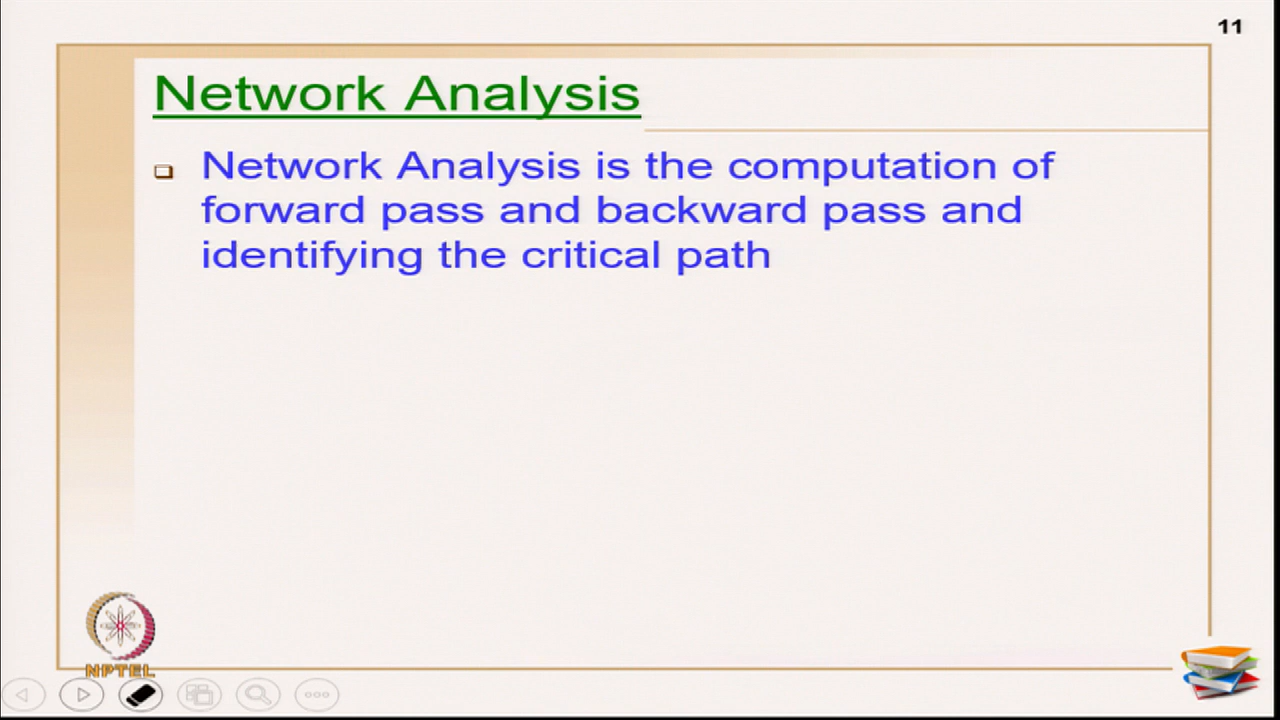 11
Network Analysis
Network Analysis is the computation of
forward pass and backward pass and
identifying the critical path
NPTEL